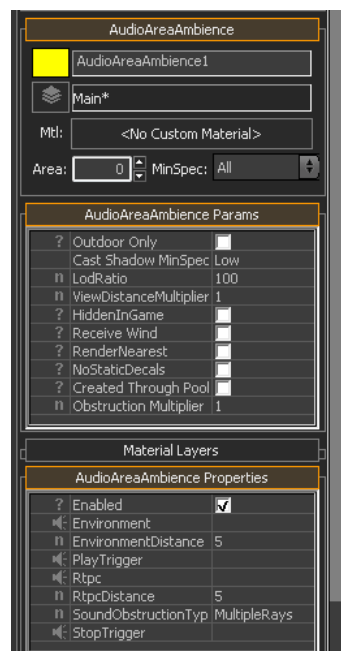 AudioAreaAmbience
AudioAreaAmbience1
Main*
Mtl: <No Custom Material>
Area: 0 MinSpec: All
AudioAreaAmbience Params
? Outdoor Only
Cast Shadow MinSpec Low
n LodRatio 100
n ViewDistanceMultiplier 1
? HiddenInGame
? Receive Wind
? RenderNearest
? NoStaticDecals
? Created Through Pool
n Obstruction Multiplier 1
Material Layers
AudioAreaAmbience Properties
? Enabled
Environment
n EnvironmentDistance 5
PlayTrigger
Rtpc
n RtpcDistance 5
n SoundObstructionTyp MultipleRays
StopTrigger